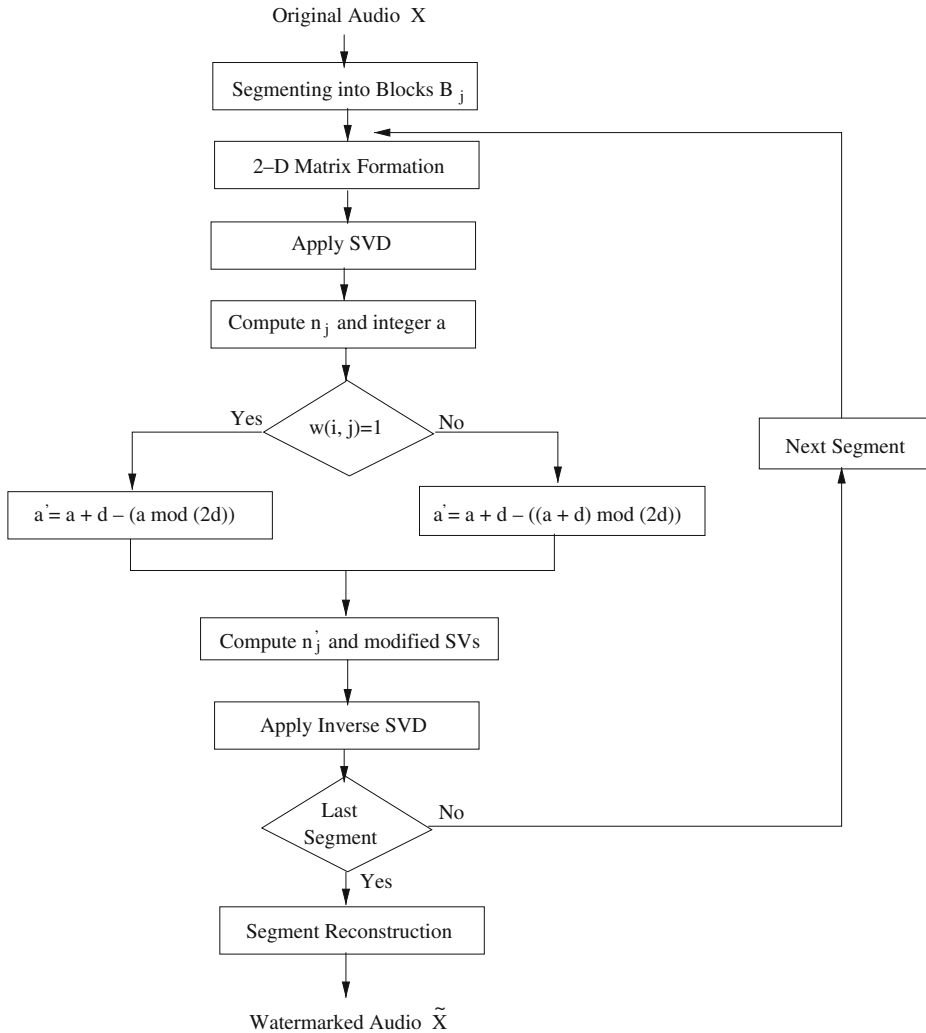 Original Audio X
Segmenting into Blocks B j
2–D Matrix Formation
Apply SVD
Compute n j and integer a
w(i, j)=1
Yes
No
a' = a + d – (a mod (2d))
a' = a + d – ((a + d) mod (2d))
Next Segment
Compute n'j and modified SVs
Apply Inverse SVD
Last
Segment
No
Yes
Segment Reconstruction
Watermarked Audio X̃